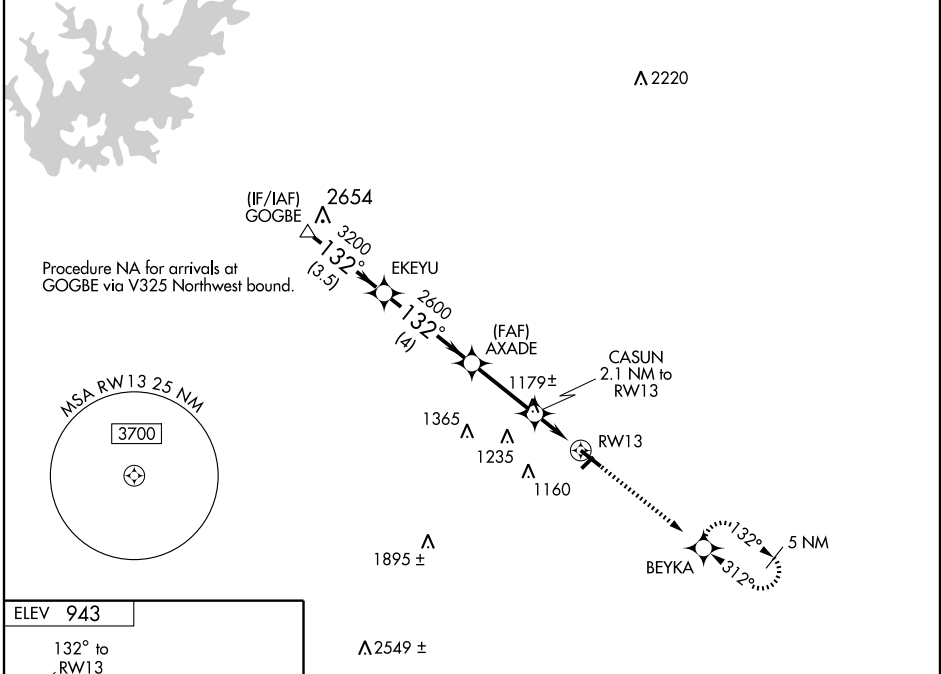 2220
(IF/IAF)
GOGBE
2654
3200
132°
(3.5)
Procedure NA for arrivals at
GOGBE via V325 Northwest bound.
EKEYU
2600
132°
(4)
(FAF)
AXADE
CASUN
2.1 NM to
RW13
1179±
MSA RW13 25 NM
3700
1365
1235
RW13
1160
1895 ±
132°
5 NM
BEYKA
312°
ELEV 943
132° to
RW13
2549 ±